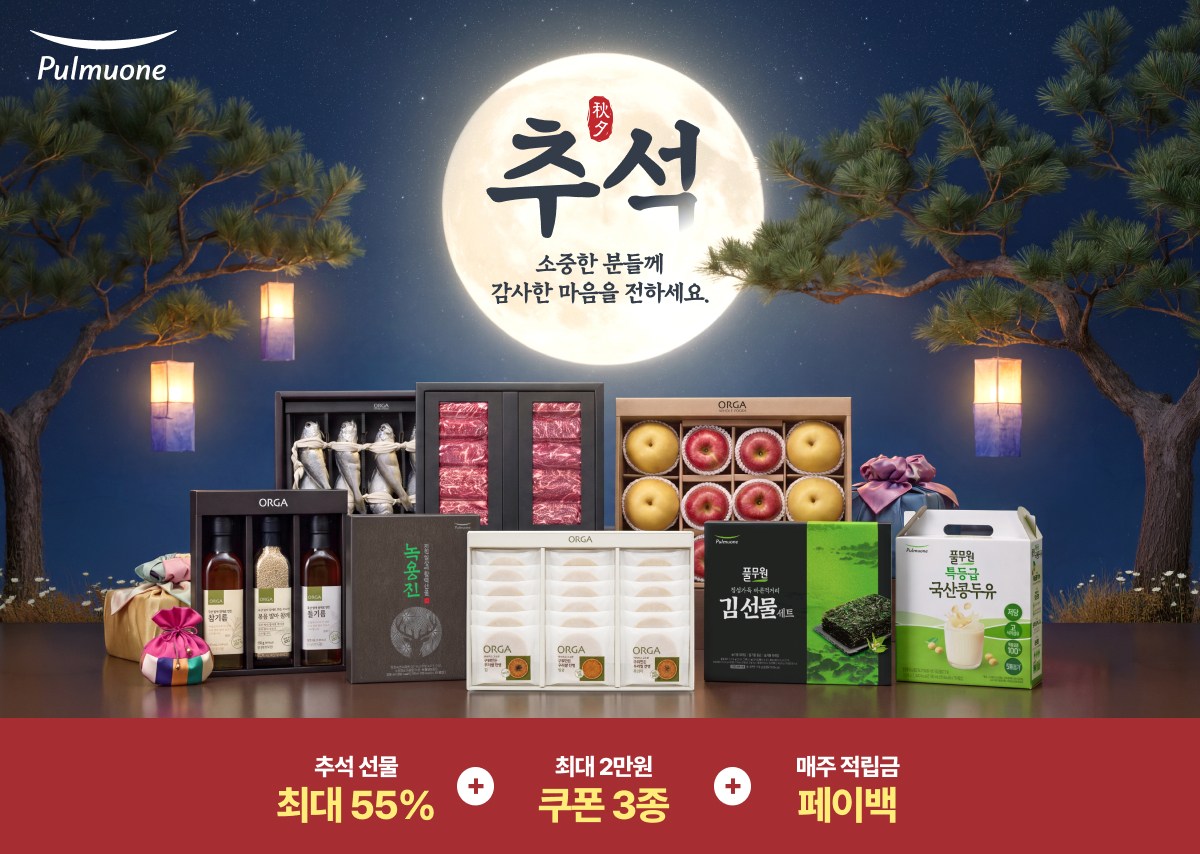 Pulmuone
秋夕
추석
소중한 분들께
감사한 마음을 전하세요.
ORGA
ORGA
ORGA
참기름
볶음 참깨
들기름
녹용진
ORGA
Pulmuone
풀무원
김선물세트
Pulmuone
풀무원
특등급
국산콩두유
추석 선물
최대 55%
+
최대 2만원
쿠폰 3종
+
매주 적립금
페이백